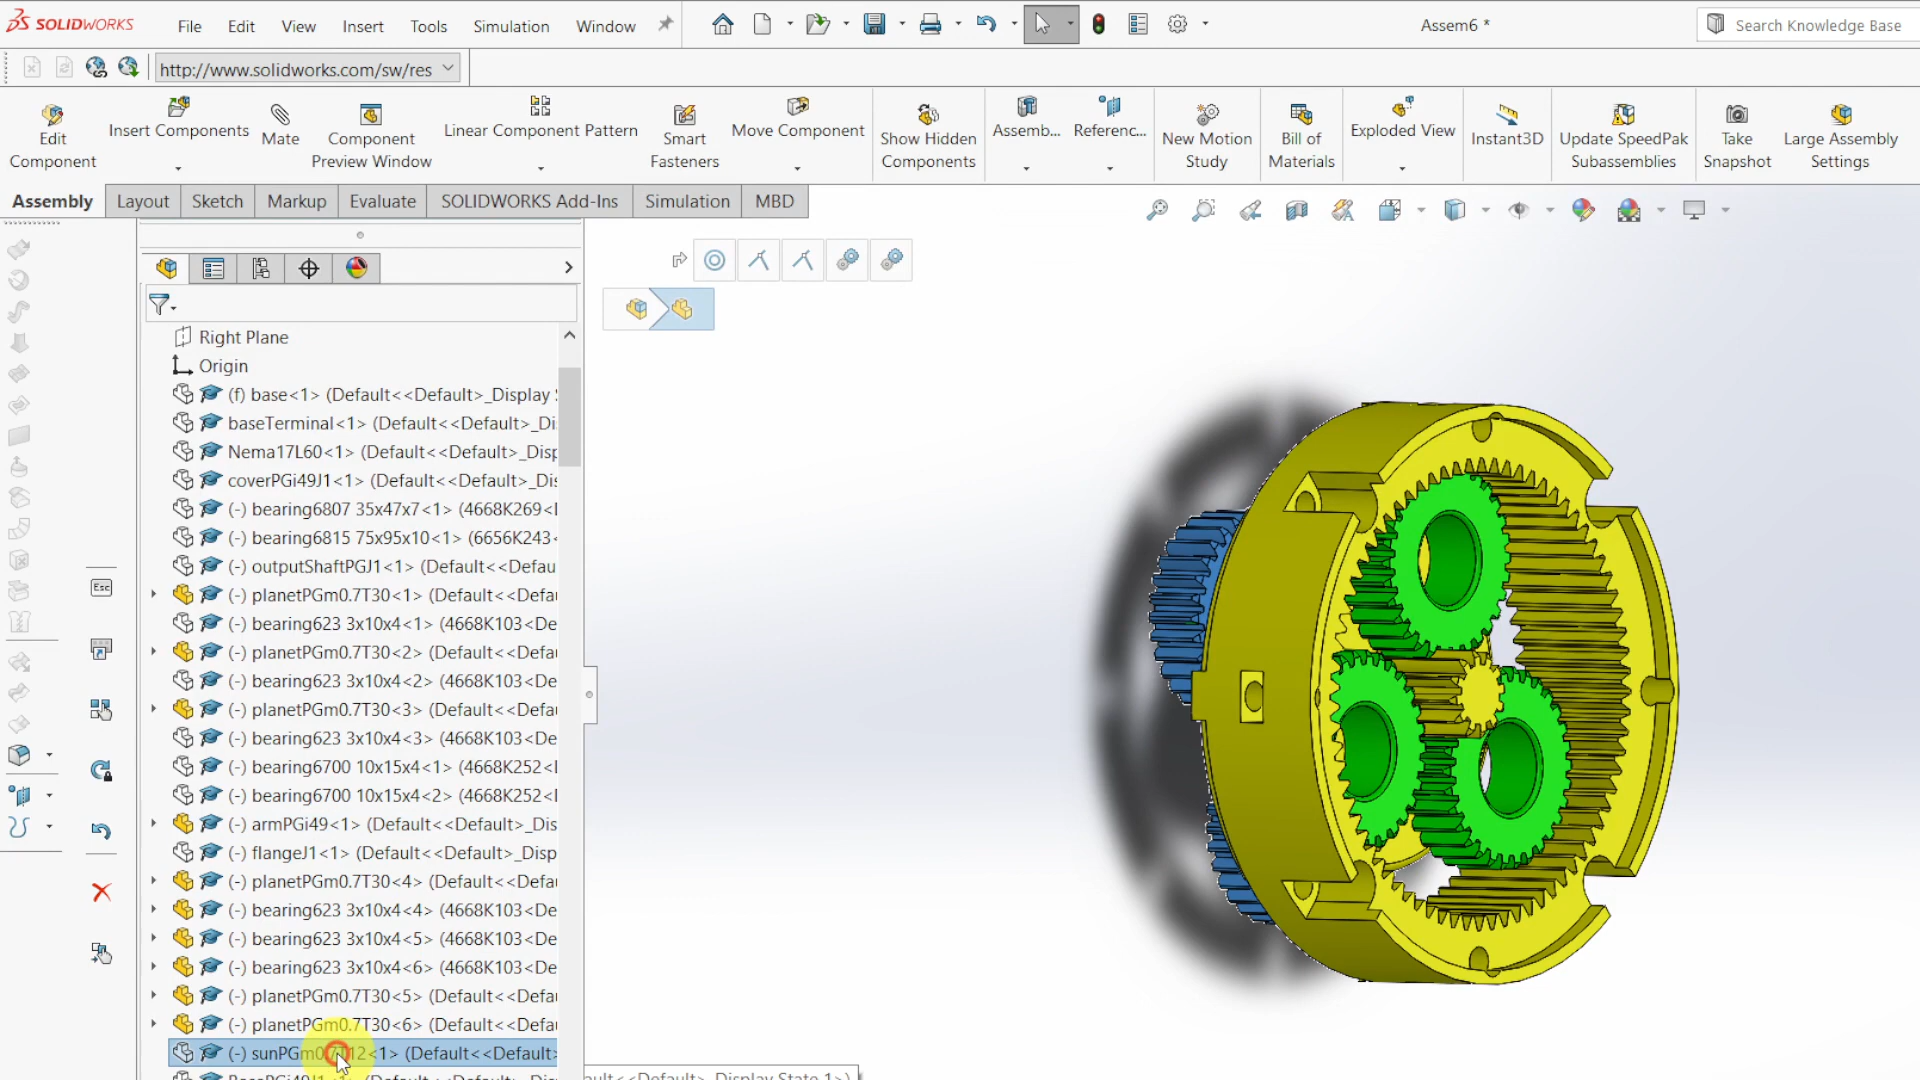 SOLIDWORKS File Edit View Insert Tools Simulation Window Assem6 * Search Knowledge Base
http://www.solidworks.com/sw/res
Edit Component
Insert Components
Mate
Component Preview Window
Linear Component Pattern
Smart Fasteners
Move Component
Show Hidden Components
Assemb...
Referenc...
New Motion Study
Bill of Materials
Exploded View
Instant3D
Update SpeedPak Subassemblies
Take Snapshot
Large Assembly Settings
Assembly Layout Sketch Markup Evaluate SOLIDWORKS Add-Ins Simulation MBD
Right Plane
Origin
(f) base<1> (Default<<Default>_Display
baseTerminal<1> (Default<<Default>_Di
Nema17L60<1> (Default<<Default>_Disp
coverPGi49J1<1> (Default<<Default>_Di
(-) bearing6807 35x47x7<1> (4668K269<
(-) bearing6815 75x95x10<1> (6656K243<
(-) outputShaftPGJ1<1> (Default<<Defau
(-) planetPGm0.7T30<1> (Default<<Defa
(-) bearing623 3x10x4<1> (4668K103<De
(-) planetPGm0.7T30<2> (Default<<Defa
(-) bearing623 3x10x4<2> (4668K103<De
(-) planetPGm0.7T30<3> (Default<<Defa
(-) bearing623 3x10x4<3> (4668K103<De
(-) bearing6700 10x15x4<1> (4668K252<
(-) bearing6700 10x15x4<2> (4668K252<
(-) armPGi49<1> (Default<<Default>_Dis
(-) flangeJ1<1> (Default<<Default>_Disp
(-) planetPGm0.7T30<4> (Default<<Defa
(-) bearing623 3x10x4<4> (4668K103<De
(-) bearing623 3x10x4<5> (4668K103<De
(-) bearing623 3x10x4<6> (4668K103<De
(-) planetPGm0.7T30<5> (Default<<Defa
(-) planetPGm0.7T30<6> (Default<<Defa
(-) sunPGm0.7T12<1> (Default<<Default>
Esc